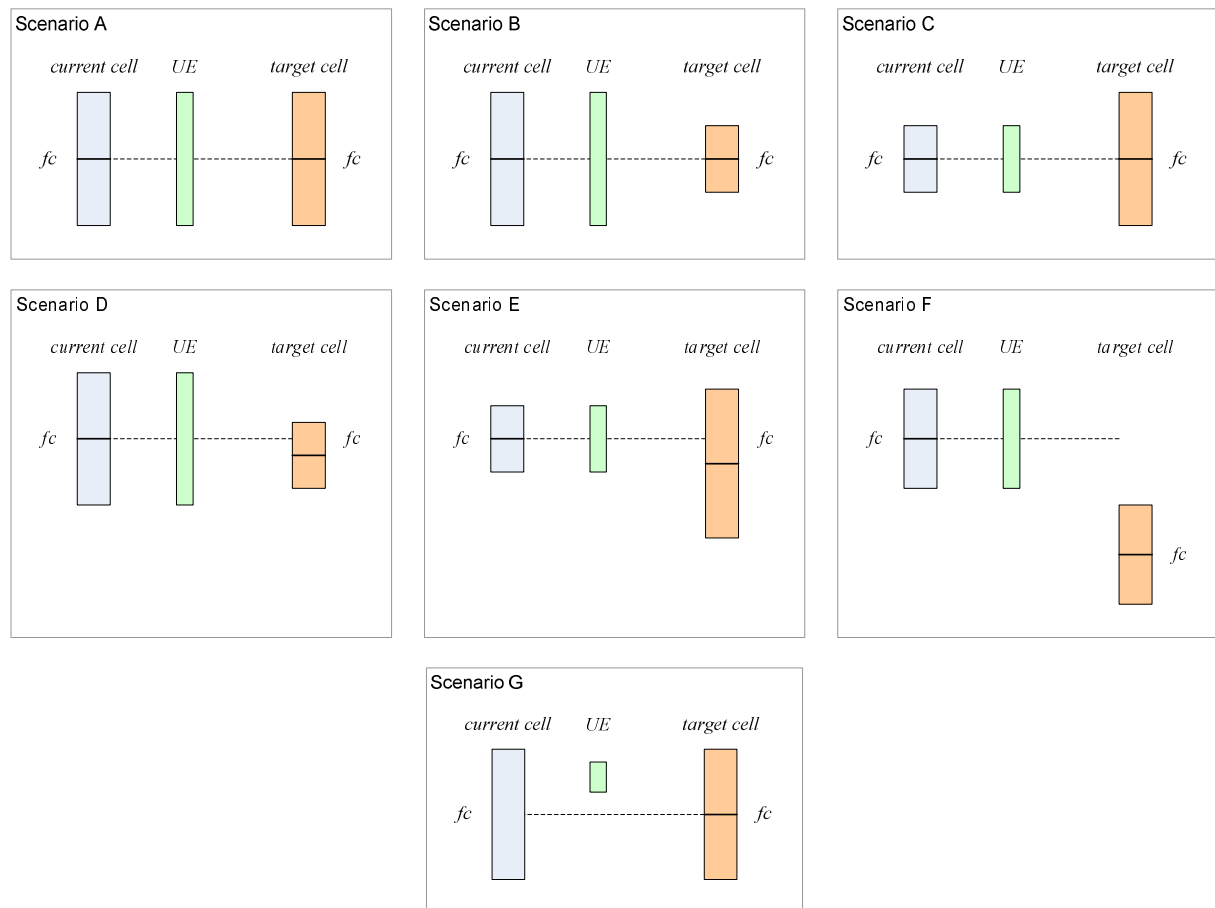 Scenario A
current cell UE target cell
fc fc
Scenario B
current cell UE target cell
fc fc
Scenario C
current cell UE target cell
fc fc
Scenario D
current cell UE target cell
fc fc
Scenario E
current cell UE target cell
fc fc
Scenario F
current cell UE target cell
fc
fc
Scenario G
current cell UE target cell
fc fc